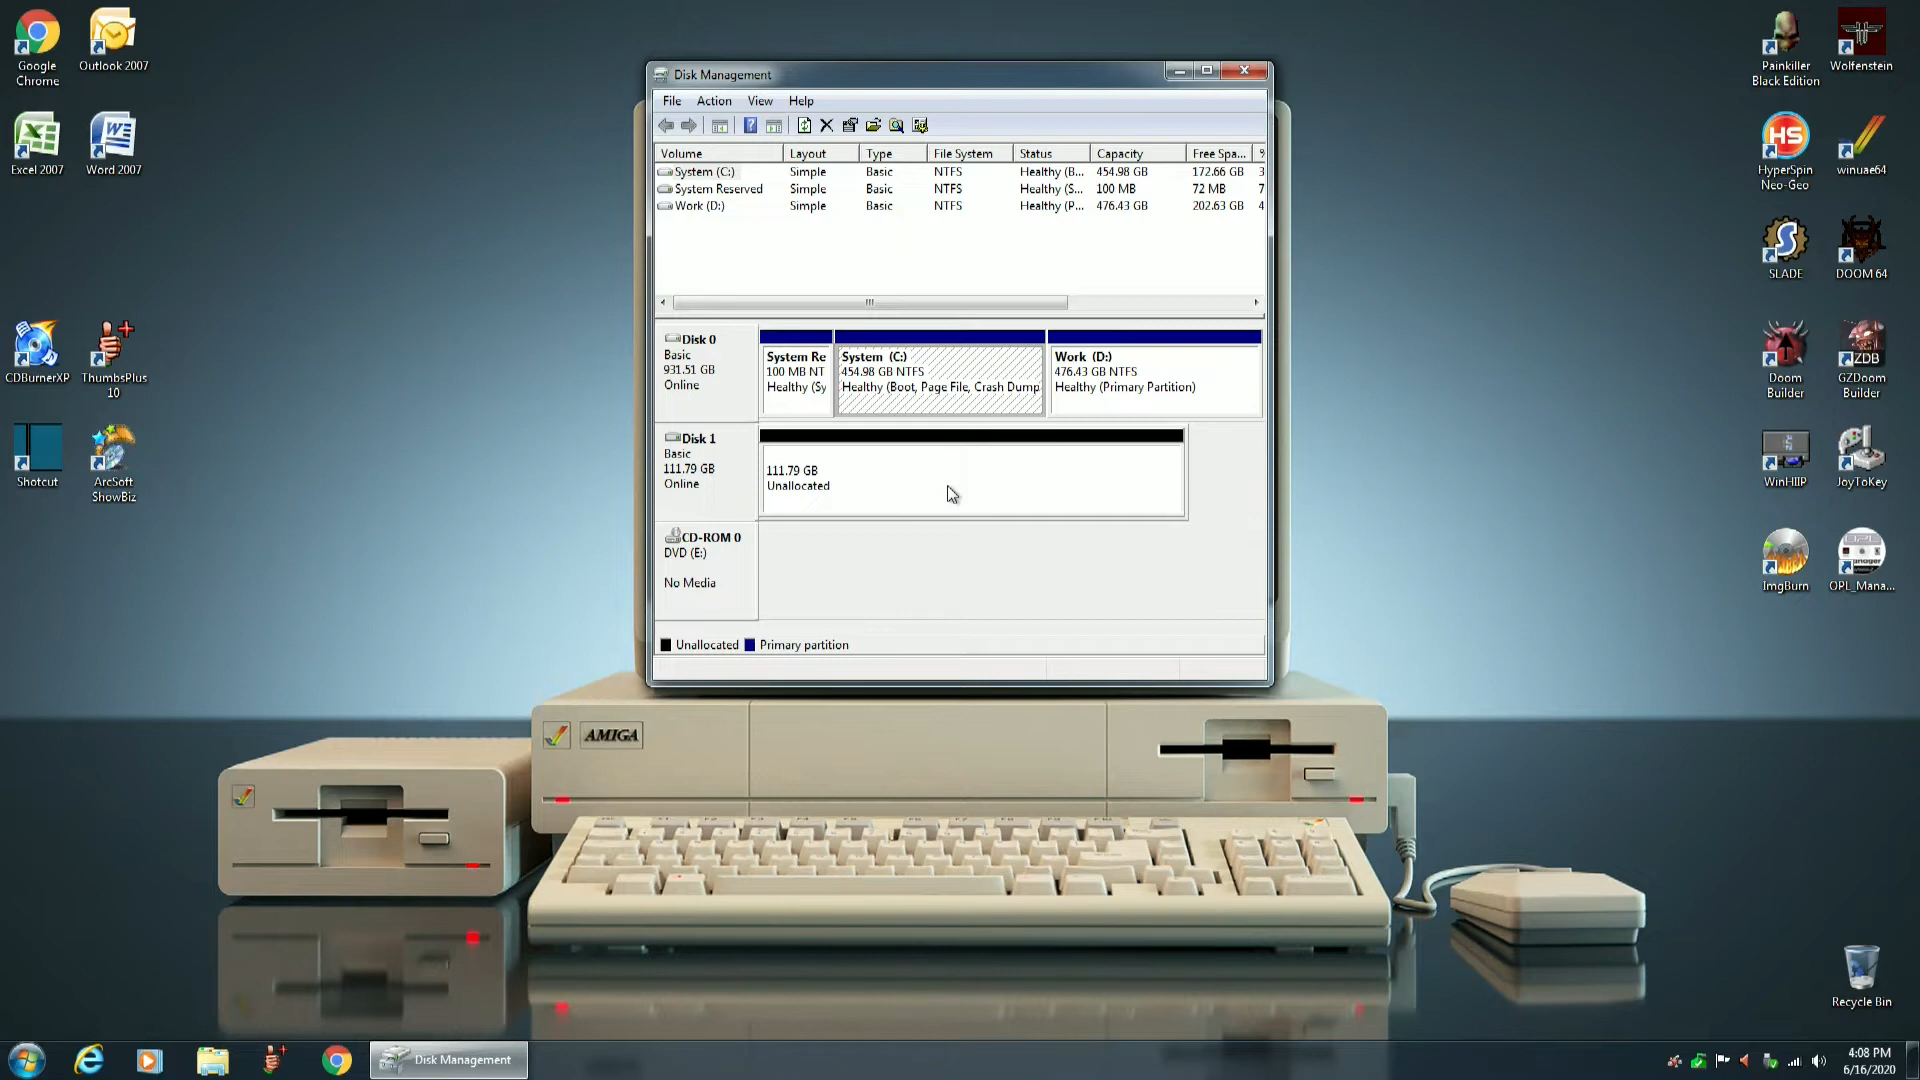 Google
Chrome
Outlook 2007
Excel 2007
Word 2007
CDBurnerXP
ThumbsPlus
10
Shotcut
ArcSoft
ShowBiz
Disk Management
File Action View Help
Volume Layout Type File System Status Capacity Free Spa... %
System (C:) Simple Basic NTFS Healthy (B... 454.98 GB 172.66 GB 3
System Reserved Simple Basic NTFS Healthy (S... 100 MB 72 MB 7
Work (D:) Simple Basic NTFS Healthy (P... 476.43 GB 202.63 GB 4
Disk 0
Basic
931.51 GB
Online
System Re
100 MB NT
Healthy (Sy
System (C:)
454.98 GB NTFS
Healthy (Boot, Page File, Crash Dump
Work (D:)
476.43 GB NTFS
Healthy (Primary Partition)
Disk 1
Basic
111.79 GB
Online
111.79 GB
Unallocated
CD-ROM 0
DVD (E:)
No Media
Unallocated Primary partition
AMIGA
Painkiller
Black Edition
Wolfenstein
HS
HyperSpin
Neo-Geo
winuae64
SLADE
DOOM 64
Doom
Builder
ZDB
GZDoom
Builder
WinHIIP
JoyToKey
ImgBurn
OPL_Mana...
Recycle Bin
Disk Management
4:08 PM
6/16/2020